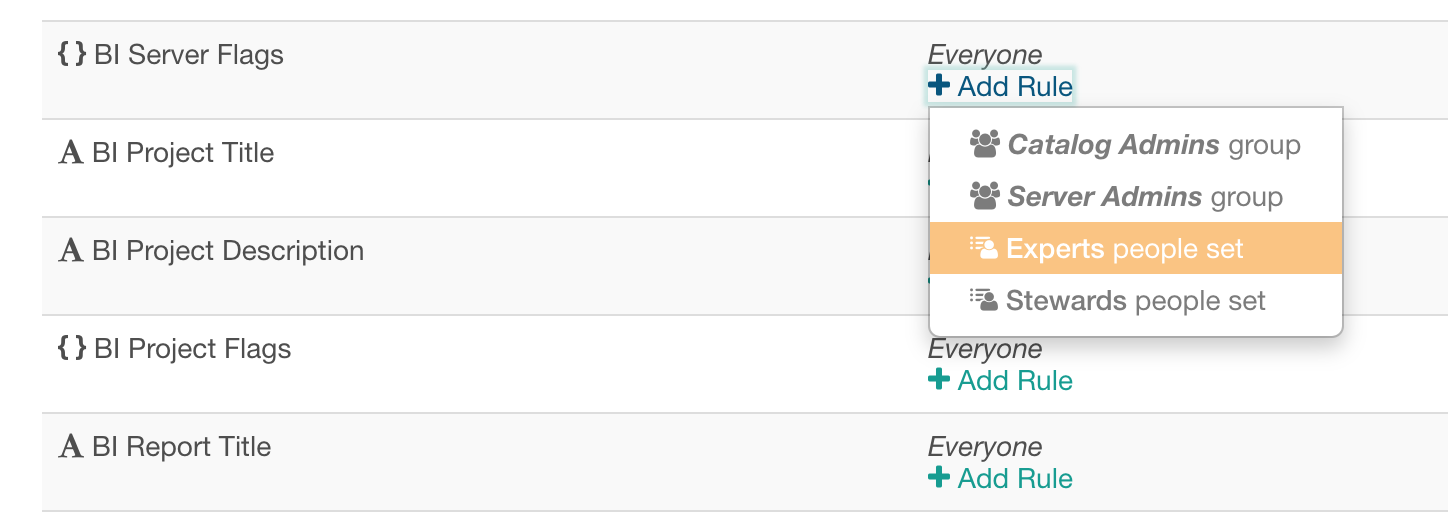 BI Server Flags
Everyone
Add Rule
Catalog Admins group
Server Admins group
Experts people set
Stewards people set
BI Project Title
BI Project Description
BI Project Flags
Everyone
Add Rule
BI Report Title
Everyone
Add Rule